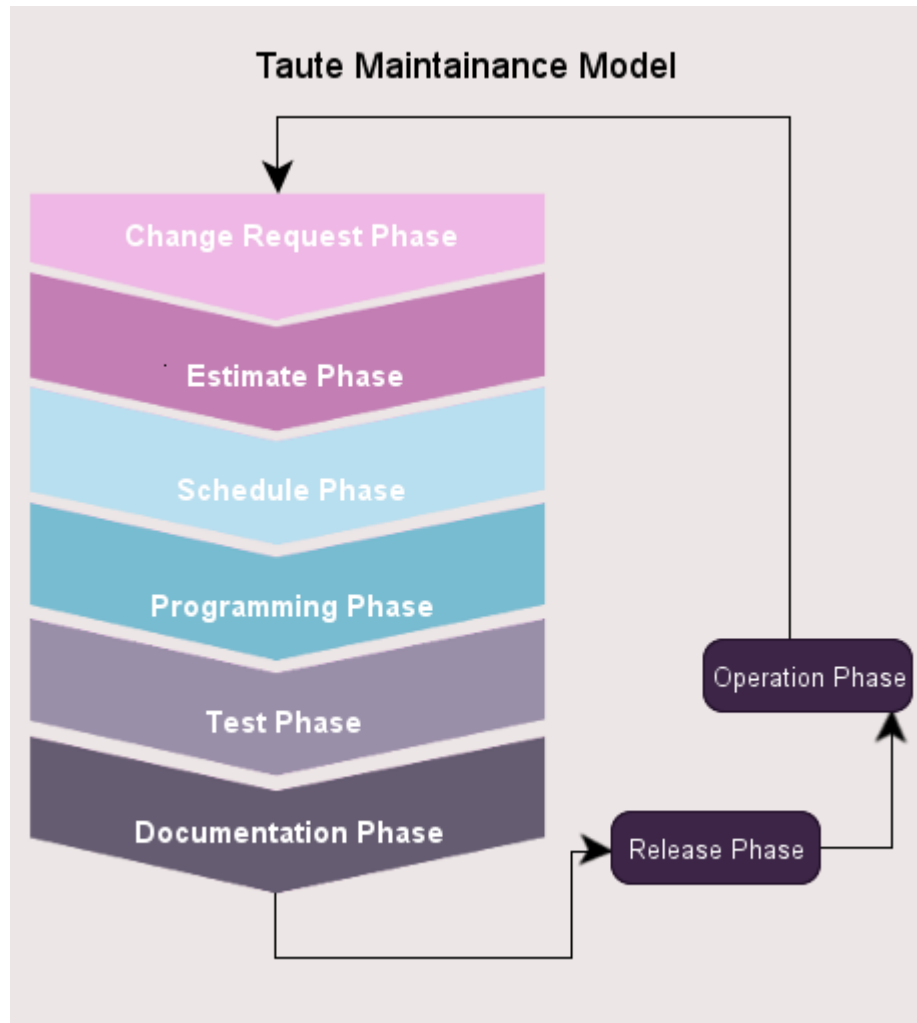 Taute Maintainance Model
Change Request Phase
Estimate Phase
Schedule Phase
Programming Phase
Test Phase
Documentation Phase
Release Phase
Operation Phase